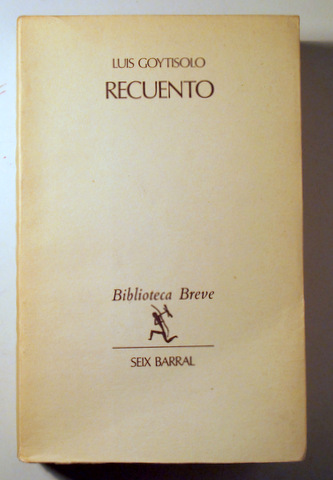 LUIS GOYTISOLO
RECUENTO
Biblioteca Breve
SEIX BARRAL